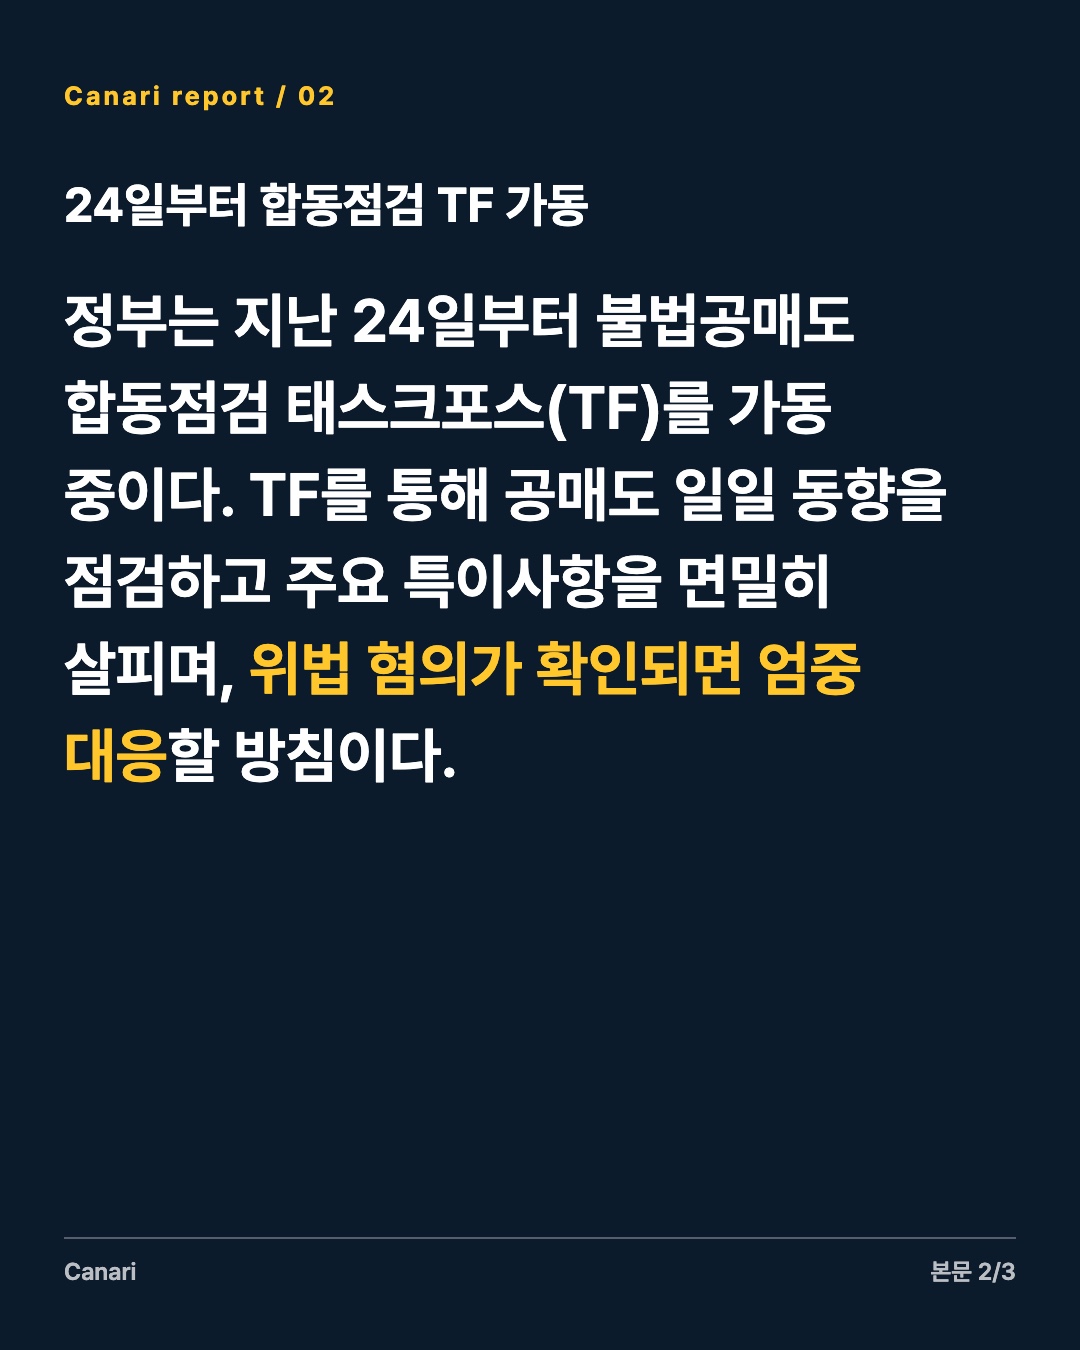 Canari report / 02
24일부터 합동점검 TF 가동
정부는 지난 24일부터 불법공매도
합동점검 태스크포스(TF)를 가동
중이다. TF를 통해 공매도 일일 동향을
점검하고 주요 특이사항을 면밀히
살피며, 위법 혐의가 확인되면 엄중
대응할 방침이다.
Canari
본문 2/3